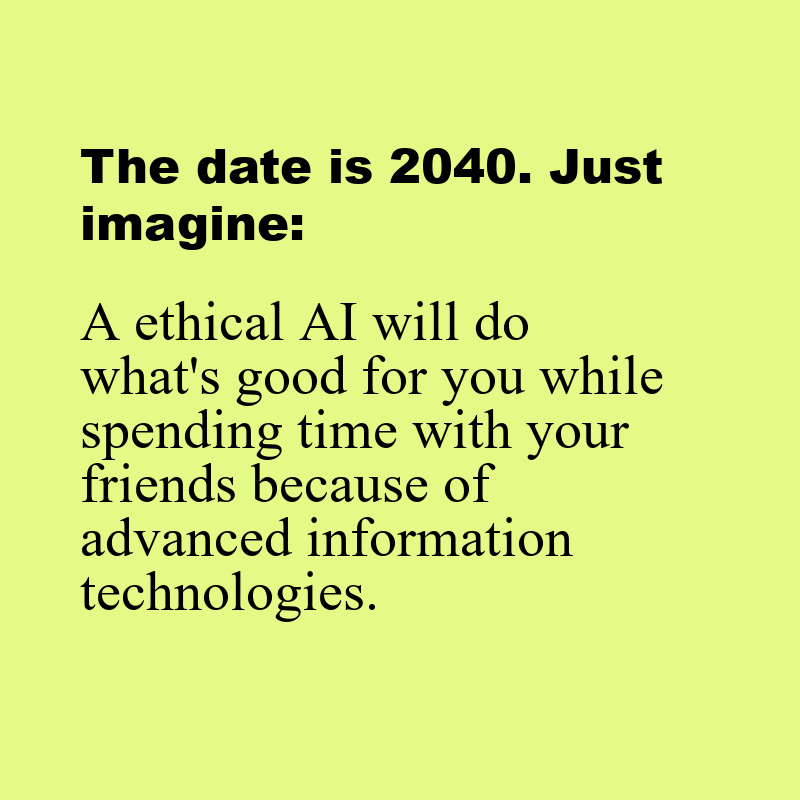 The date is 2040. Just
imagine:
A ethical AI will do
what's good for you while
spending time with your
friends because of
advanced information
technologies.